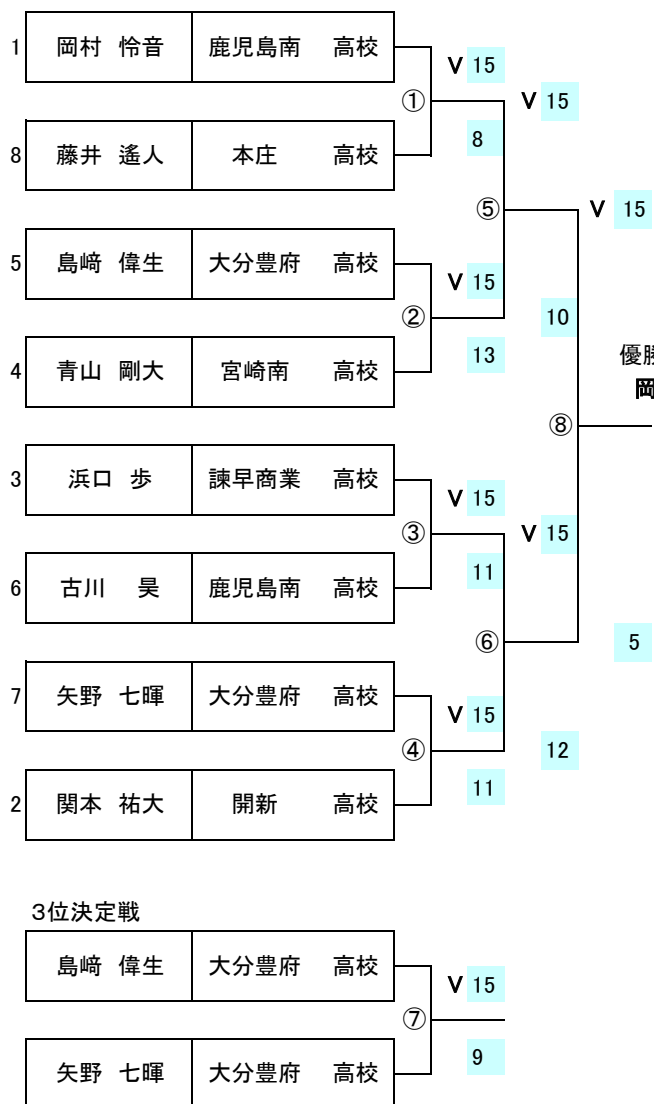 1 岡村 怜音 鹿児島南 高校
V 15
① V 15
8
8 藤井 遙人 本庄 高校
⑤ V 15
5 島﨑 偉生 大分豊府 高校
V 15
② 10
13
4 青山 剛大 宮崎南 高校
優勝
岡
⑧
3 浜口 歩 諫早商業 高校
V 15
③ V 15
11
6 古川 昊 鹿児島南 高校
⑥ 5
7 矢野 七暉 大分豊府 高校
V 15
④ 12
11
2 関本 祐大 開新 高校
3位決定戦
島﨑 偉生 大分豊府 高校
V 15
⑦
9
矢野 七暉 大分豊府 高校